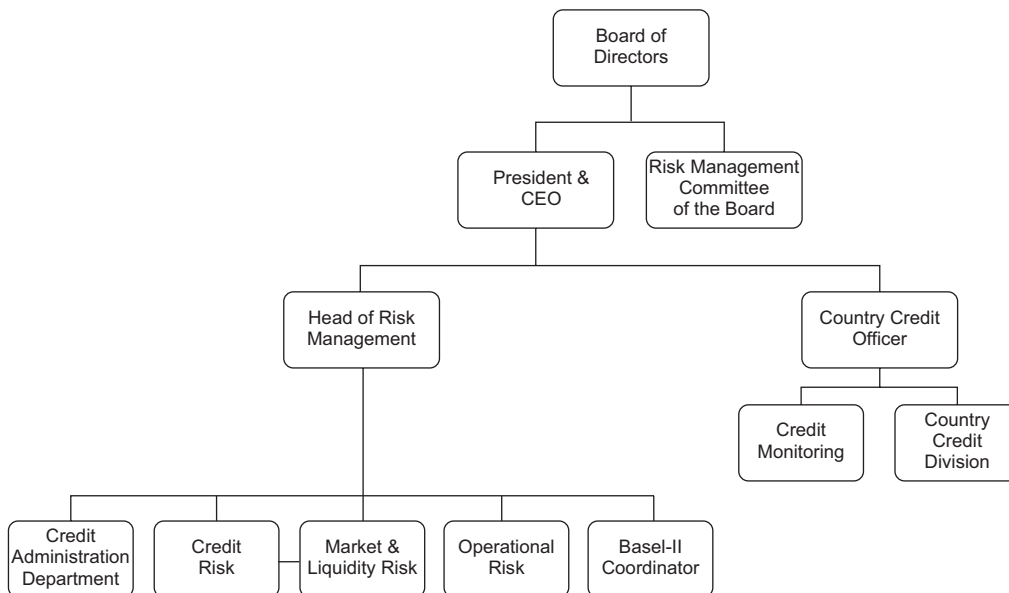 Board of
Directors
President &
CEO
Risk Management
Committee
of the Board
Head of Risk
Management
Country Credit
Officer
Credit
Monitoring
Country
Credit
Division
Credit
Administration
Department
Credit
Risk
Market &
Liquidity Risk
Operational
Risk
Basel-II
Coordinator